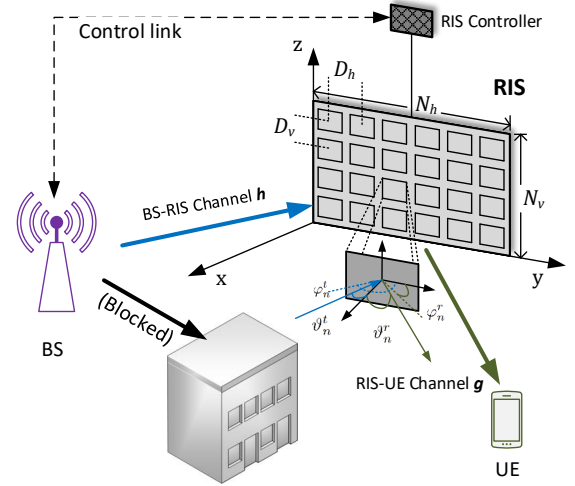 Control link
RIS Controller
z
D_h
N_h
RIS
D_v
N_v
BS-RIS Channel h
x
y
φ_n^t
φ_n^r
ϑ_n^t
ϑ_n^r
(Blocked)
BS
RIS-UE Channel g
UE